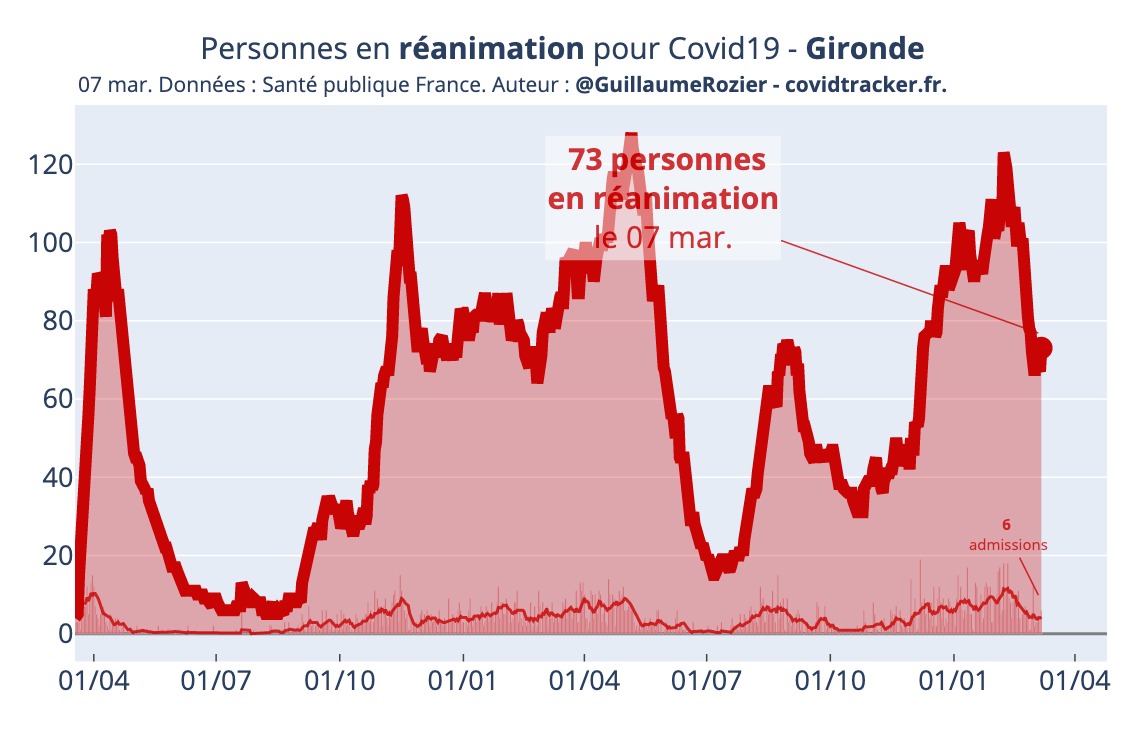 Personnes en réanimation pour Covid19 - Gironde
07 mar. Données : Santé publique France. Auteur : @GuillaumeRozier - covidtracker.fr.
73 personnes
en réanimation
le 07 mar.
120
100
80
60
40
20
0
6
admissions
01/04 01/07 01/10 01/01 01/04 01/07 01/10 01/01 01/04